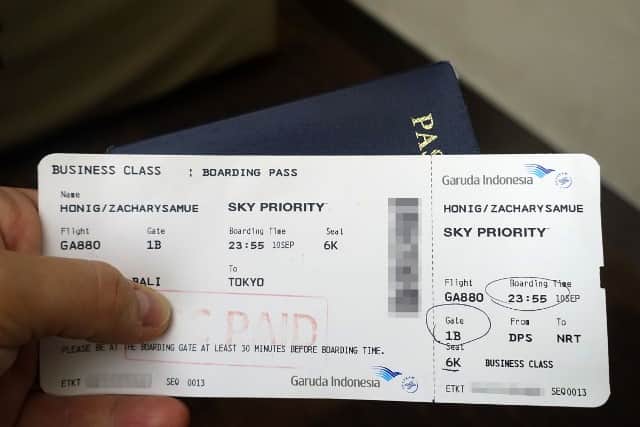 PAS
BUSINESS CLASS : BOARDING PASS
Name
HONIG/ZACHARYSAMUE SKY PRIORITY
Flight Gate Boarding Time Seat
GA880 1B 23:55 10SEP 6K
To
BALI TOKYO
PAID
PLEASE BE AT THE BOARDING GATE AT LEAST 30 MINUTES BEFORE BOARDING TIME.
ETKT SEQ 0013 Garuda Indonesia
Garuda Indonesia
HONIG/ZACHARYSAMUE
SKY PRIORITY
Flight Boarding Time
GA880 23:55 10SEP
Gate From To
1B DPS NRT
Seat
6K BUSINESS CLASS
ETKT SEQ0013